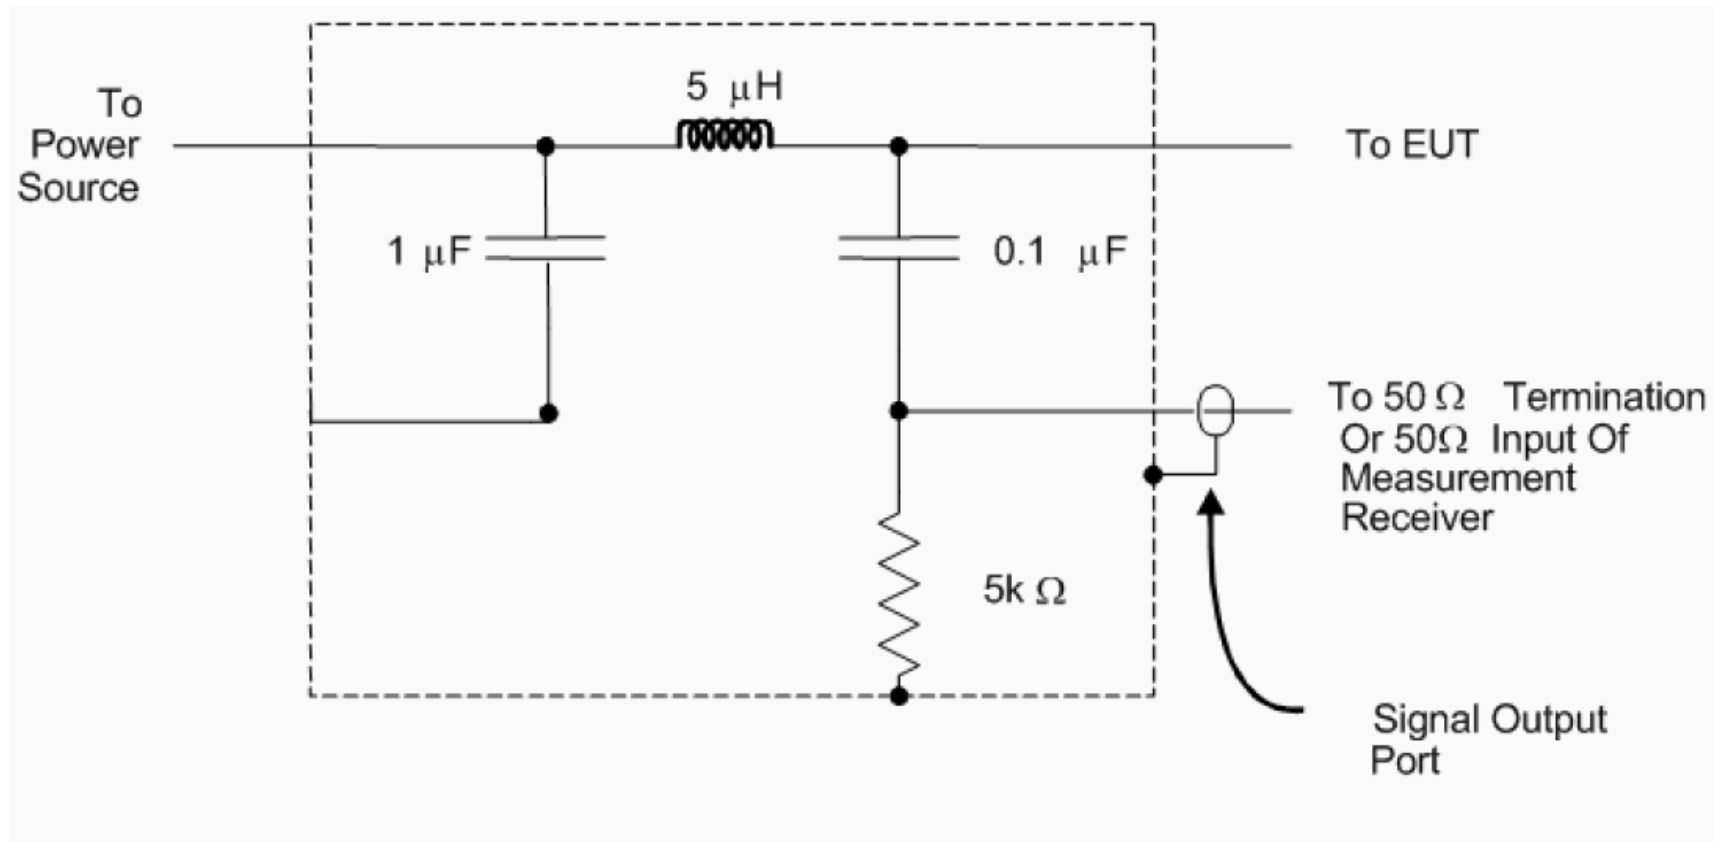 5 μH
To
Power
Source
To EUT
1 μF
0.1 μF
To 50 Ω Termination
Or 50Ω Input Of
Measurement
Receiver
5k Ω
Signal Output
Port